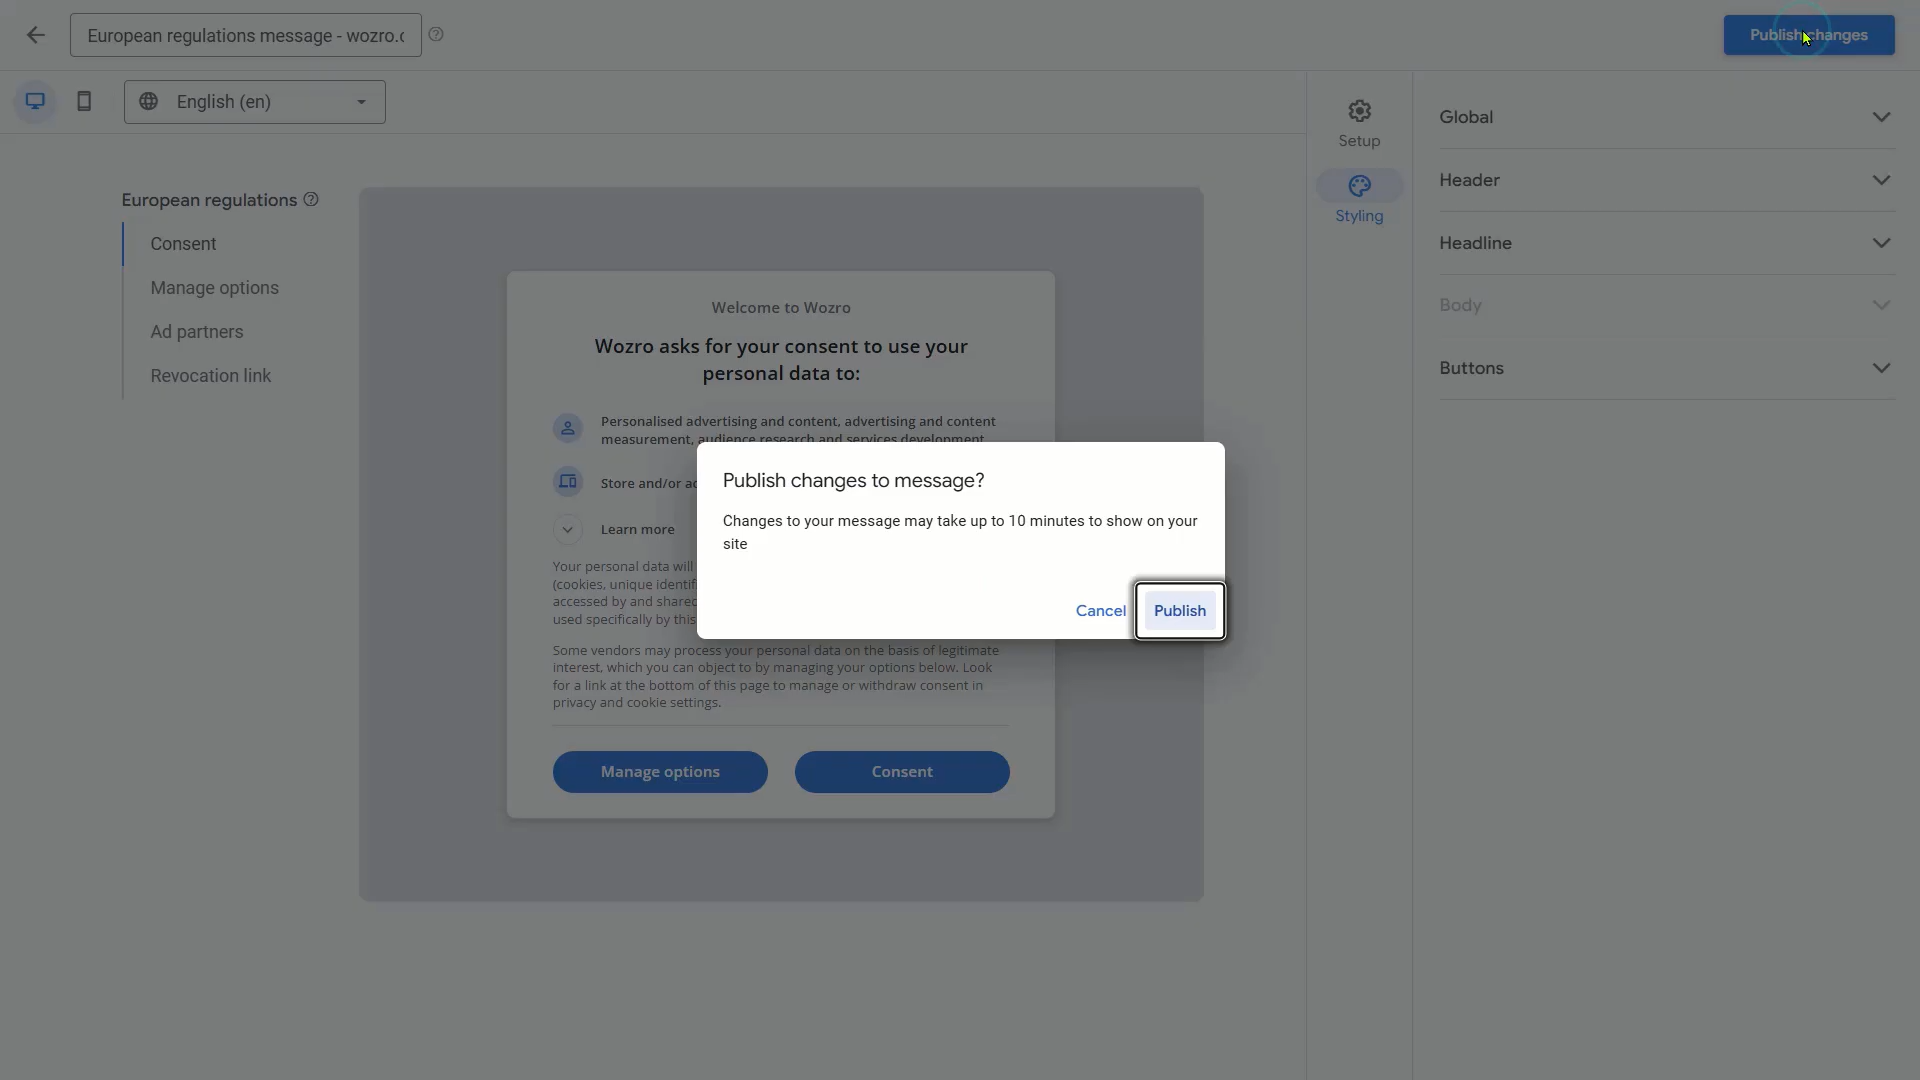 European regulations message - wozro.c
Publish changes
English (en)
Setup
Styling
Global
Header
Headline
Body
Buttons
European regulations
Consent
Manage options
Ad partners
Revocation link
Welcome to Wozro
Wozro asks for your consent to use your
personal data to:
Personalised advertising and content, advertising and content
measurement, audience research and services development
Store and/or ac
Learn more
Your personal data will
(cookies, unique identif
accessed by and shared
used specifically by this
Some vendors may process your personal data on the basis of legitimate
interest, which you can object to by managing your options below. Look
for a link at the bottom of this page to manage or withdraw consent in
privacy and cookie settings.
Manage options
Consent
Publish changes to message?
Changes to your message may take up to 10 minutes to show on your
site
Cancel
Publish